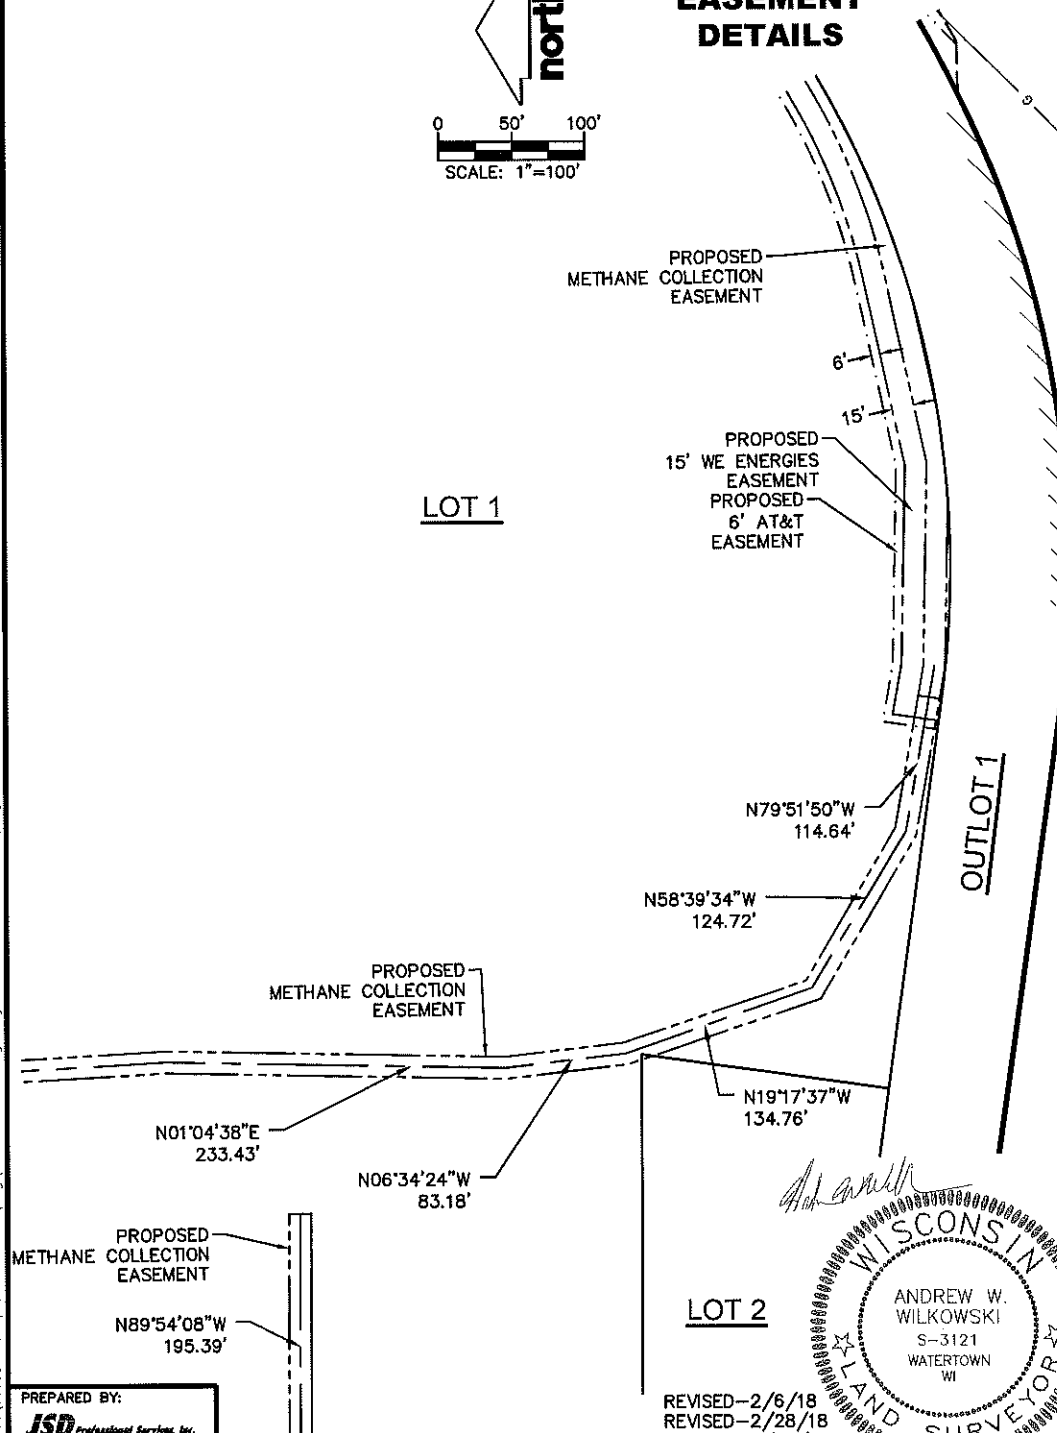 EASEMENT
DETAILS
0 50' 100'
SCALE: 1"=100'
G
PROPOSED
METHANE COLLECTION
EASEMENT
6'
15'
PROPOSED
15' WE ENERGIES
EASEMENT
PROPOSED
6' AT&T
EASEMENT
LOT 1
OUTLOT 1
N79°51'50"W
114.64'
N58°39'34"W
124.72'
PROPOSED
METHANE COLLECTION
EASEMENT
N19°17'37"W
134.76'
N01°04'38"E
233.43'
N06°34'24"W
83.18'
PROPOSED
METHANE COLLECTION
EASEMENT
N89°54'08"W
195.39'
LOT 2
WISCONSIN
ANDREW W.
WILKOWSKI
S-3121
WATERTOWN
WI
LAND SURVEYOR
REVISED-2/6/18
REVISED-2/28/18
PREPARED BY:
JSD Professional Services, Inc.